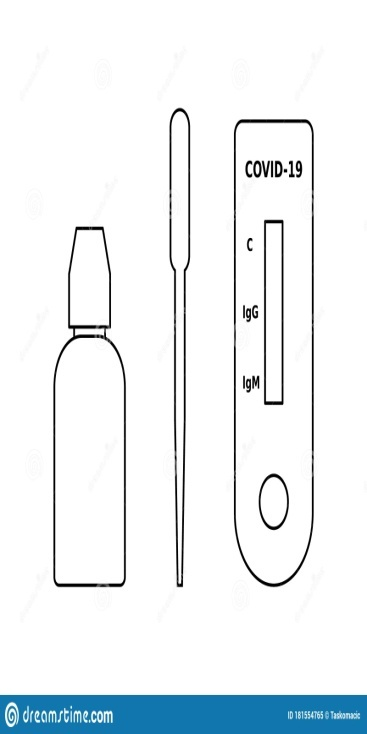 COVID-19
C
IgG
IgM
dreamstime.com
ID 181554765 © Taskomacic